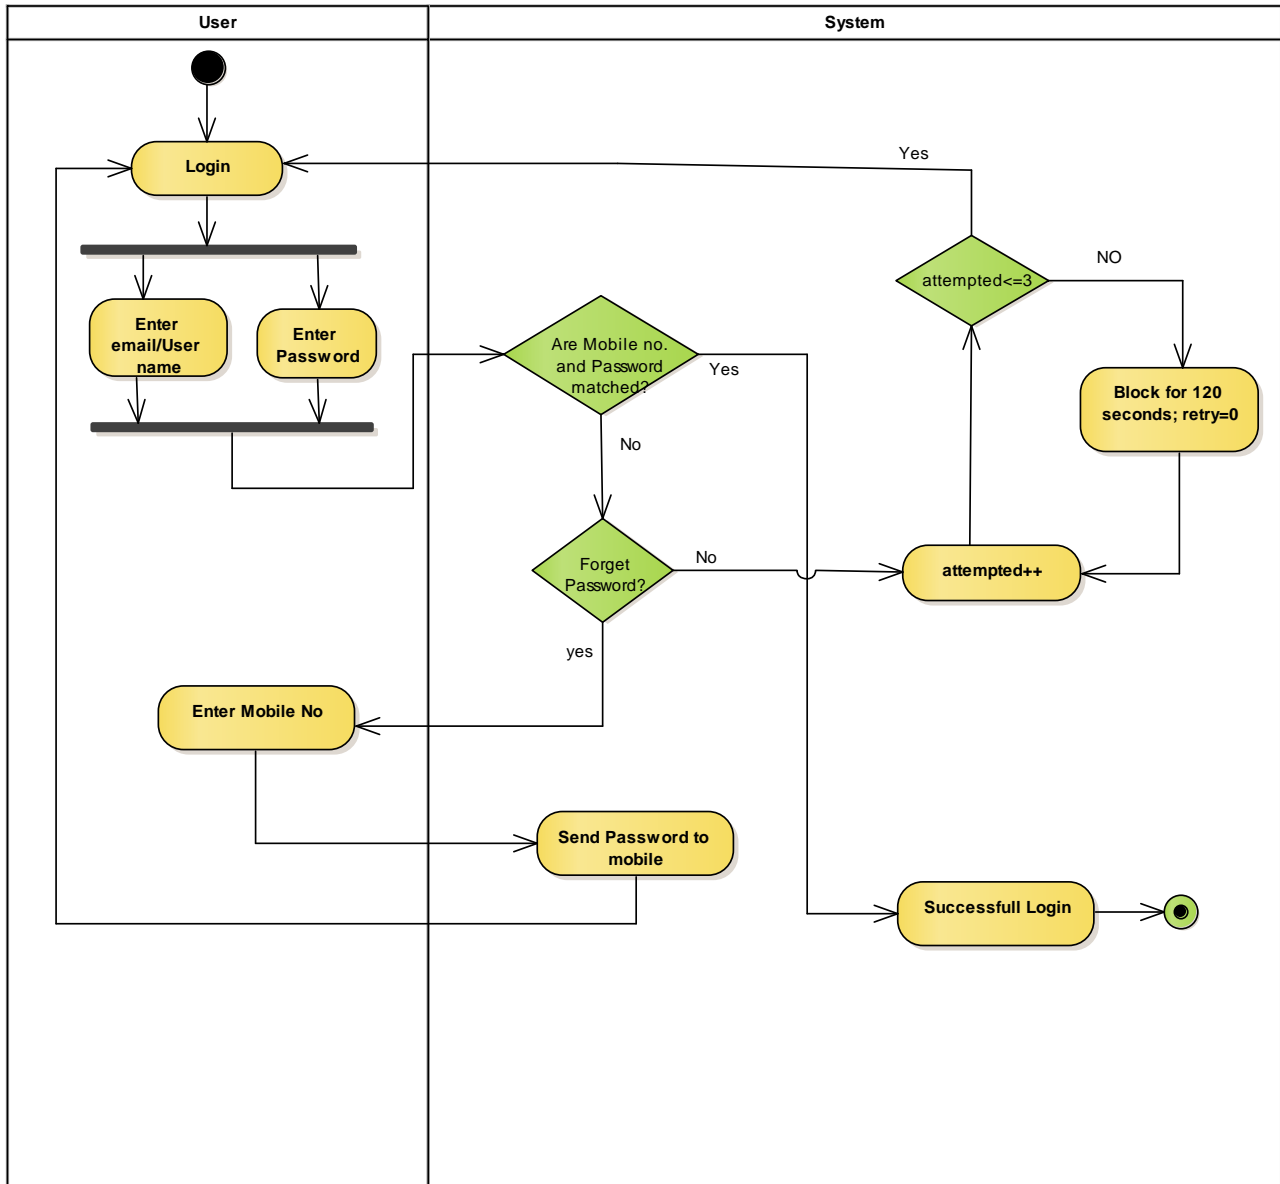 User
System
Login
Yes
attempted<=3
NO
Enter
email/User
name
Enter
Password
Are Mobile no.
and Password
matched?
Yes
Block for 120
seconds; retry=0
No
Forget
Password?
No
attempted++
yes
Enter Mobile No
Send Password to
mobile
Successfull Login